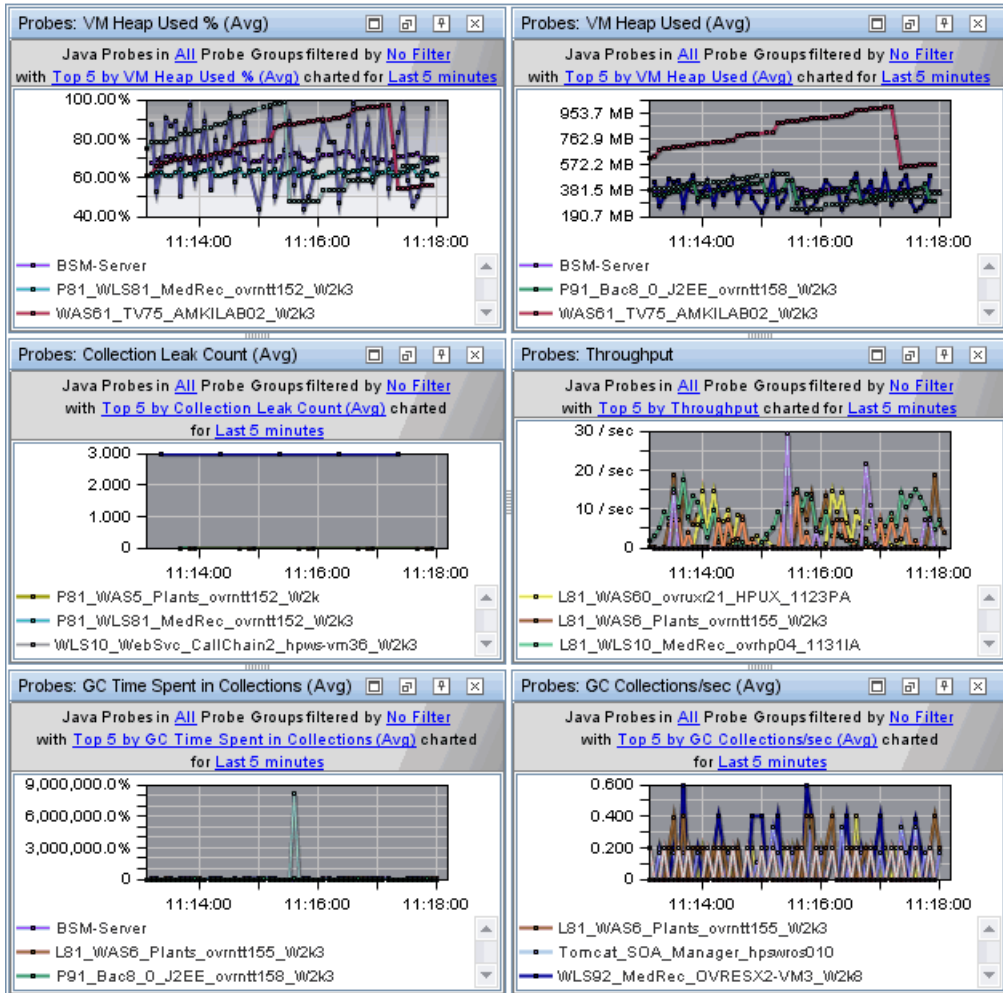 Probes: VM Heap Used % (Avg)
Java Probes in All Probe Groups filtered by No Filter
with Top 5 by VM Heap Used % (Avg) charted for Last 5 minutes
100.00%
80.00%
60.00%
40.00%
11:14:00 11:16:00 11:18:00
BSM-Server
P81_WLS81_MedRec_ovrntt152_W2k3
WAS61_TV75_AMKILAB02_W2k3
Probes: VM Heap Used (Avg)
Java Probes in All Probe Groups filtered by No Filter
with Top 5 by VM Heap Used (Avg) charted for Last 5 minutes
953.7 MB
762.9 MB
572.2 MB
381.5 MB
190.7 MB
11:14:00 11:16:00 11:18:00
BSM-Server
P91_Bac8_0_J2EE_ovrntt158_W2k3
WAS61_TV75_AMKILAB02_W2k3
Probes: Collection Leak Count (Avg)
Java Probes in All Probe Groups filtered by No Filter
with Top 5 by Collection Leak Count (Avg) charted
for Last 5 minutes
3.000
2.000
1.000
0
11:14:00 11:16:00 11:18:00
P81_WAS5_Plants_ovrntt152_W2k
P81_WLS81_MedRec_ovrntt152_W2k3
WLS10_WebSvc_CallChain2_hpws-vm36_W2k3
Probes: Throughput
Java Probes in All Probe Groups filtered by No Filter
with Top 5 by Throughput charted for Last 5 minutes
30 / sec
20 / sec
10 / sec
0
11:14:00 11:16:00 11:18:00
L81_WAS60_ovruxr21_HPUX_1123PA
L81_WAS6_Plants_ovrntt155_W2k3
L81_WLS10_MedRec_ovrhp04_1131IA
Probes: GC Time Spent in Collections (Avg)
Java Probes in All Probe Groups filtered by No Filter
with Top 5 by GC Time Spent in Collections (Avg) charted
for Last 5 minutes
9,000,000.0%
6,000,000.0%
3,000,000.0%
0
11:14:00 11:16:00 11:18:00
BSM-Server
L81_WAS6_Plants_ovrntt155_W2k3
P91_Bac8_0_J2EE_ovrntt158_W2k3
Probes: GC Collections/sec (Avg)
Java Probes in All Probe Groups filtered by No Filter
with Top 5 by GC Collections/sec (Avg) charted
for Last 5 minutes
0.600
0.400
0.200
0
11:14:00 11:16:00 11:18:00
L81_WAS6_Plants_ovrntt155_W2k3
Tomcat_SOA_Manager_hpswros010
WLS92_MedRec_OVRESX2-VM3_W2k8